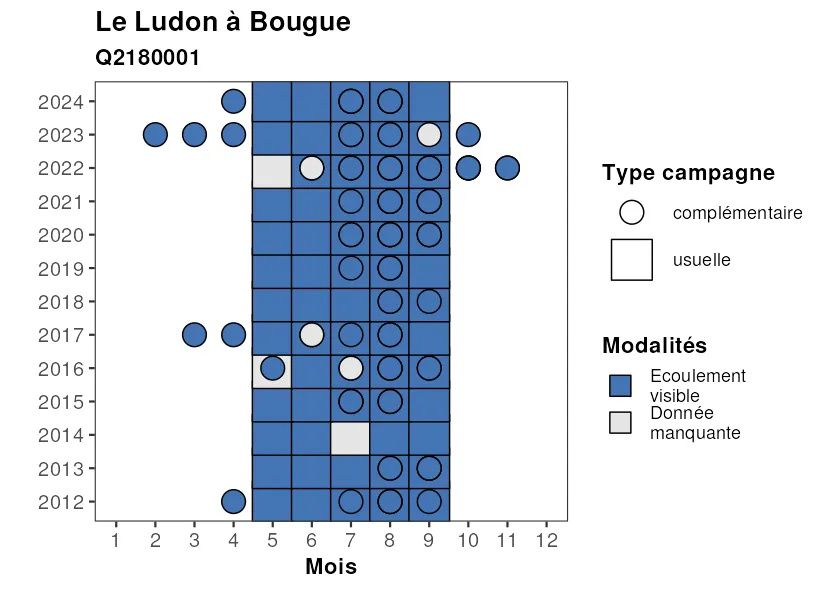 Le Ludon à Bougue
Q2180001
2024
2023
2022
2021
2020
2019
2018
2017
2016
2015
2014
2013
2012
1 2 3 4 5 6 7 8 9 10 11 12
Mois
Type campagne
complémentaire
usuelle
Modalités
Ecoulement
visible
Donnée
manquante